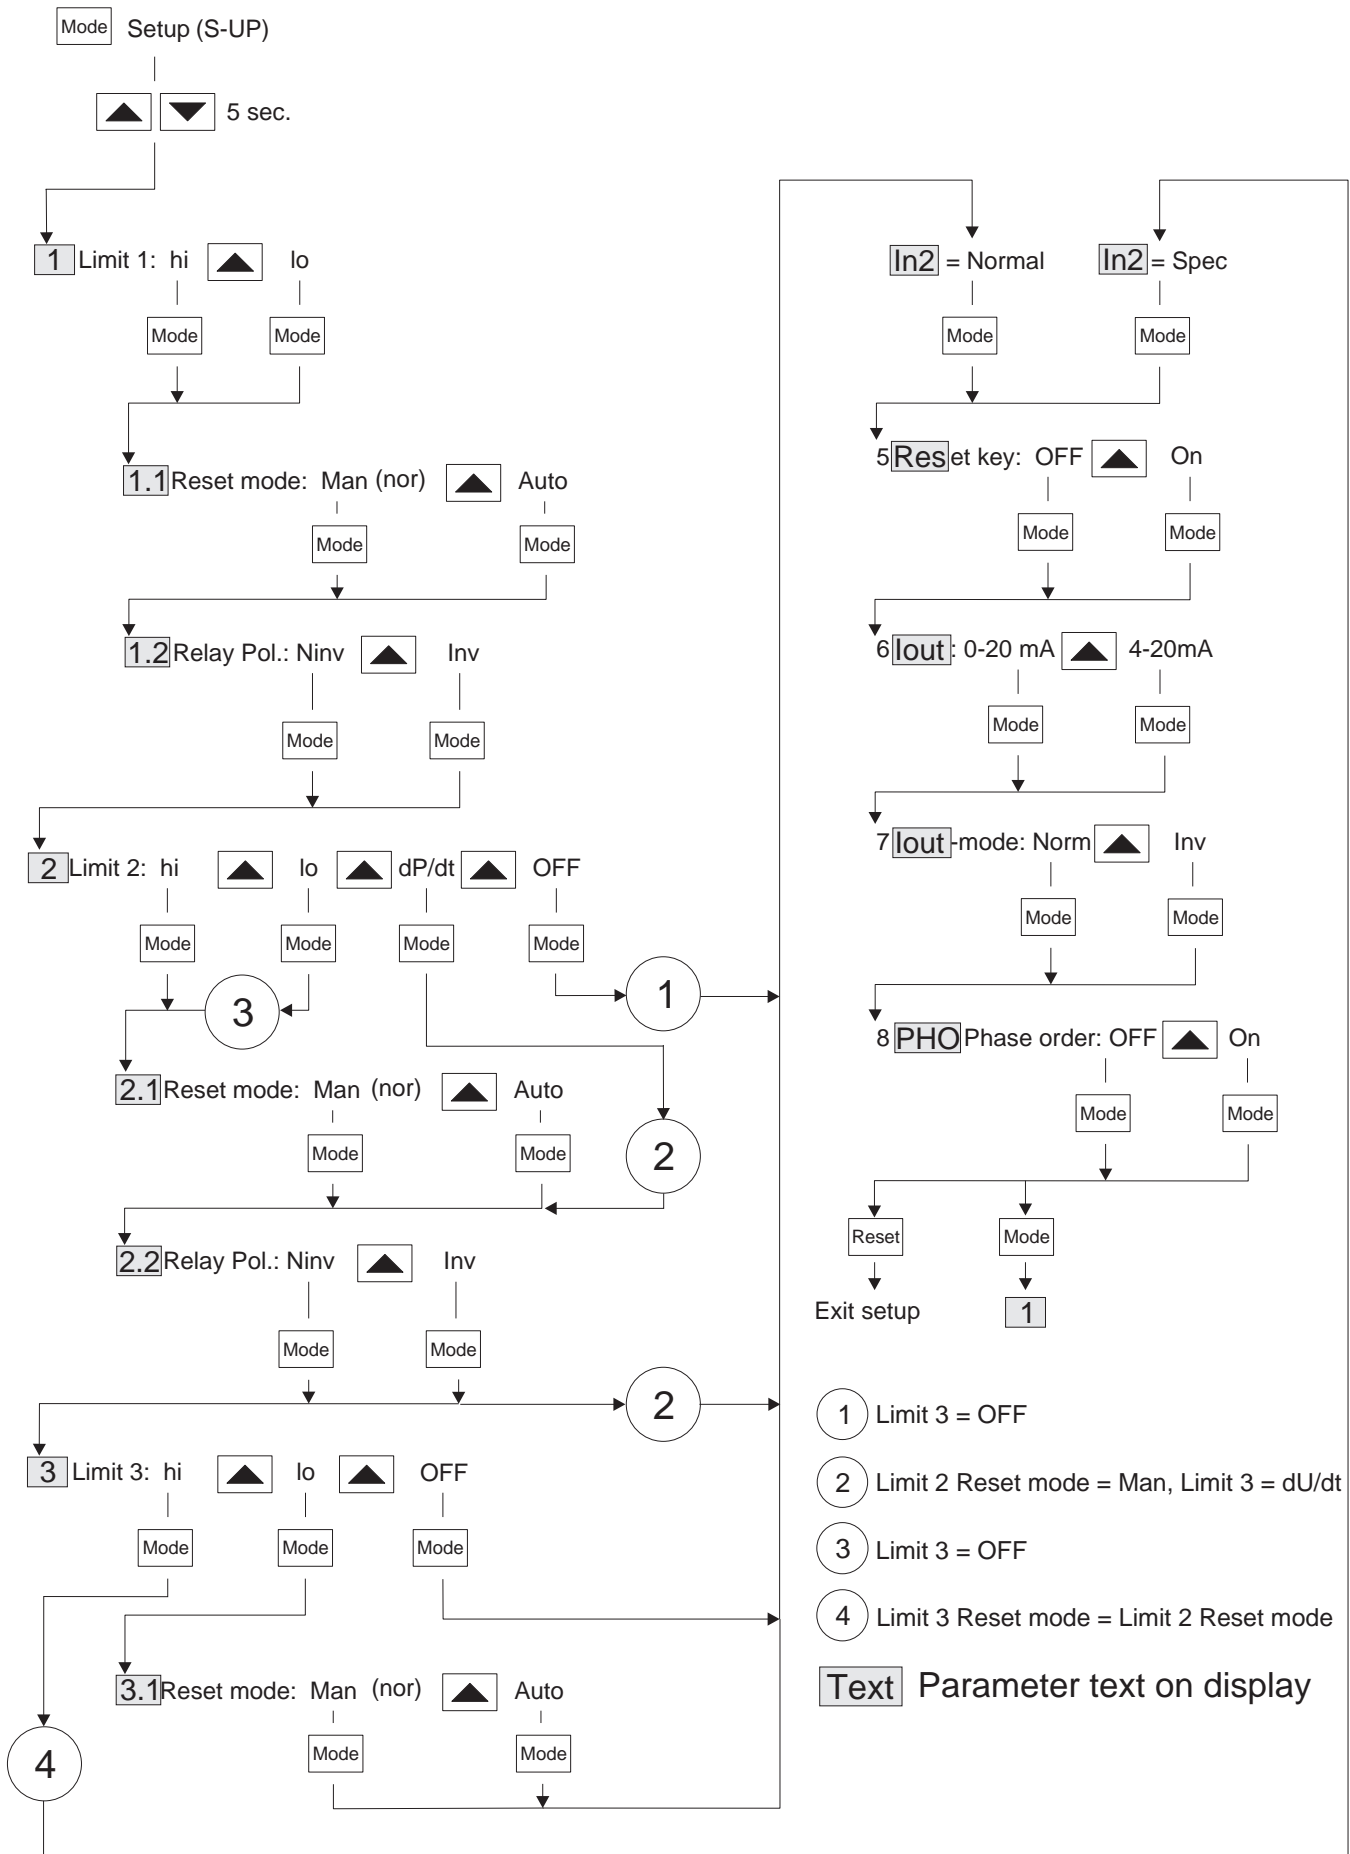 Mode Setup (S-UP)
5 sec.
1 Limit 1: hi lo
Mode Mode
1.1 Reset mode: Man (nor) Auto
Mode Mode
1.2 Relay Pol.: Ninv Inv
Mode Mode
2 Limit 2: hi lo dP/dt OFF
Mode Mode Mode Mode
3 1
2.1 Reset mode: Man (nor) Auto
Mode Mode 2
2.2 Relay Pol.: Ninv Inv
Mode Mode
2
3 Limit 3: hi lo OFF
Mode Mode Mode
3.1 Reset mode: Man (nor) Auto
Mode Mode
4
In2 = Normal In2 = Spec
Mode Mode
5 Reset key: OFF On
Mode Mode
6 Iout : 0-20 mA 4-20mA
Mode Mode
7 Iout-mode: Norm Inv
Mode Mode
8 PHO Phase order: OFF On
Mode Mode
Reset Mode
Exit setup 1
1 Limit 3 = OFF
2 Limit 2 Reset mode = Man, Limit 3 = dU/dt
3 Limit 3 = OFF
4 Limit 3 Reset mode = Limit 2 Reset mode
Text Parameter text on display